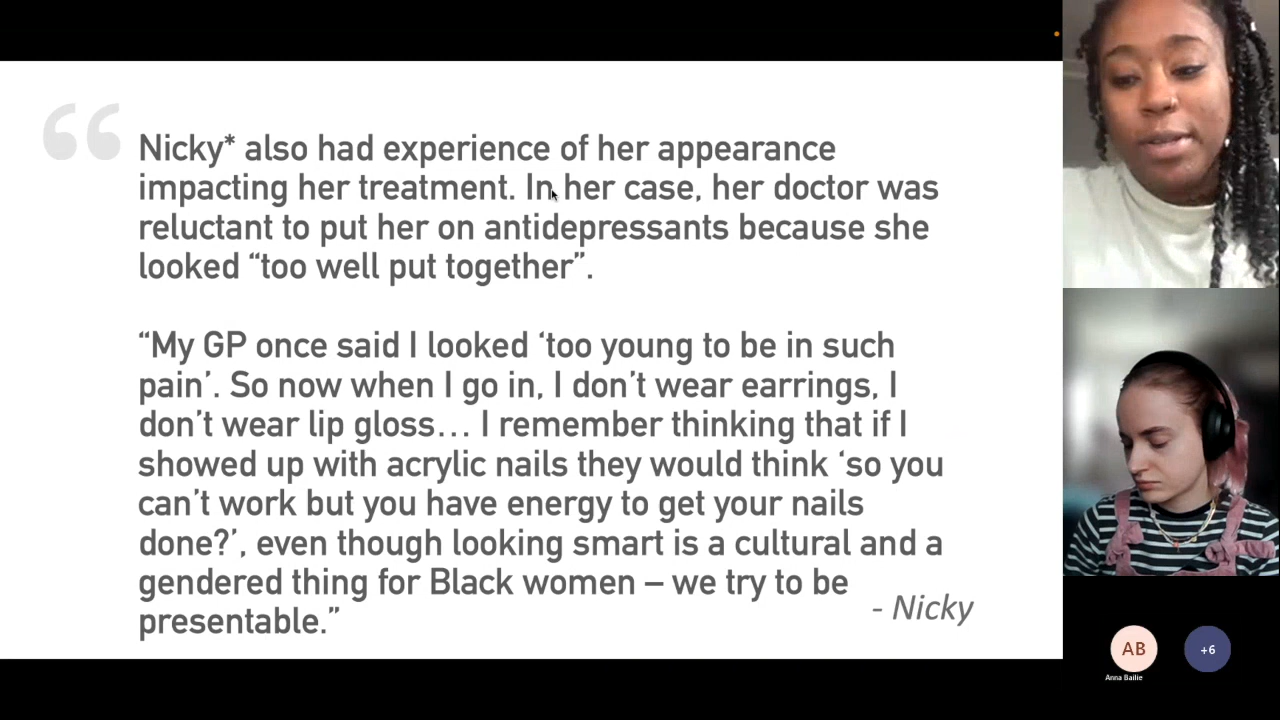 “
Nicky* also had experience of her appearance
impacting her treatment. In her case, her doctor was
reluctant to put her on antidepressants because she
looked “too well put together”.
“My GP once said I looked ‘too young to be in such
pain’. So now when I go in, I don’t wear earrings, I
don’t wear lip gloss… I remember thinking that if I
showed up with acrylic nails they would think ‘so you
can’t work but you have energy to get your nails
done?’, even though looking smart is a cultural and a
gendered thing for Black women – we try to be
presentable.”
- Nicky
AB
+6
Anna Bailie